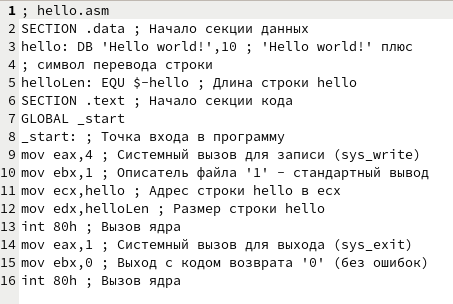 1 ; hello.asm
2 SECTION .data ; Начало секции данных
3 hello: DB 'Hello world!',10 ; 'Hello world!' плюс
4 ; символ перевода строки
5 helloLen: EQU $-hello ; Длина строки hello
6 SECTION .text ; Начало секции кода
7 GLOBAL _start
8 _start: ; Точка входа в программу
9 mov eax,4 ; Системный вызов для записи (sys_write)
10 mov ebx,1 ; Описатель файла '1' - стандартный вывод
11 mov ecx,hello ; Адрес строки hello в ecx
12 mov edx,helloLen ; Размер строки hello
13 int 80h ; Вызов ядра
14 mov eax,1 ; Системный вызов для выхода (sys_exit)
15 mov ebx,0 ; Выход с кодом возврата '0' (без ошибок)
16 int 80h ; Вызов ядра